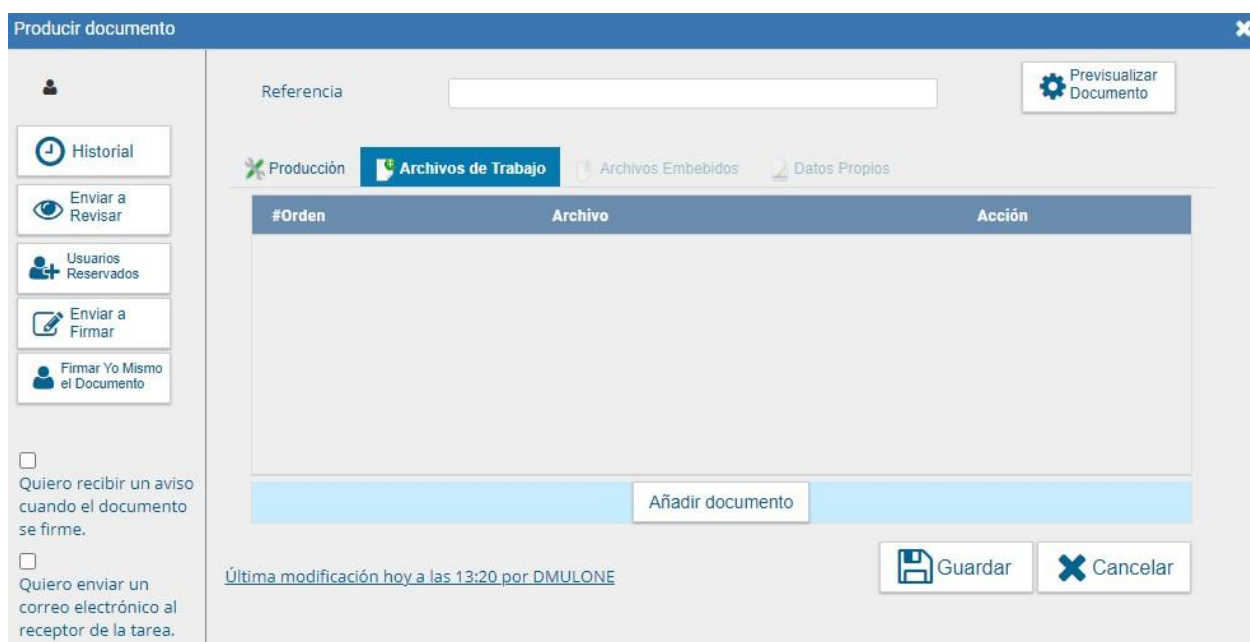 Producir documento
Referencia
Previsualizar
Documento
Historial
Enviar a
Revisar
Usuarios
Reservados
Enviar a
Firmar
Firmar Yo Mismo
el Documento
Quiero recibir un aviso
cuando el documento
se firme.
Quiero enviar un
correo electrónico al
receptor de la tarea.
Producción
Archivos de Trabajo
Archivos Embebidos
Datos Propios
#Orden
Archivo
Acción
Añadir documento
Última modificación hoy a las 13:20 por DMULONE
Guardar
Cancelar